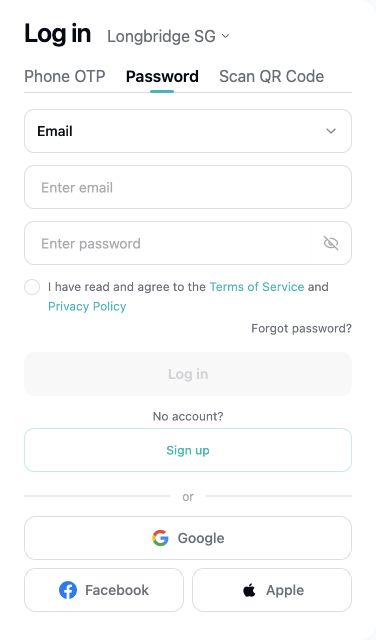 Log in Longbridge SG
Phone OTP Password Scan QR Code
Email
Enter email
Enter password
I have read and agree to the Terms of Service and
Privacy Policy
Forgot password?
Log in
No account?
Sign up
or
Google
Facebook Apple